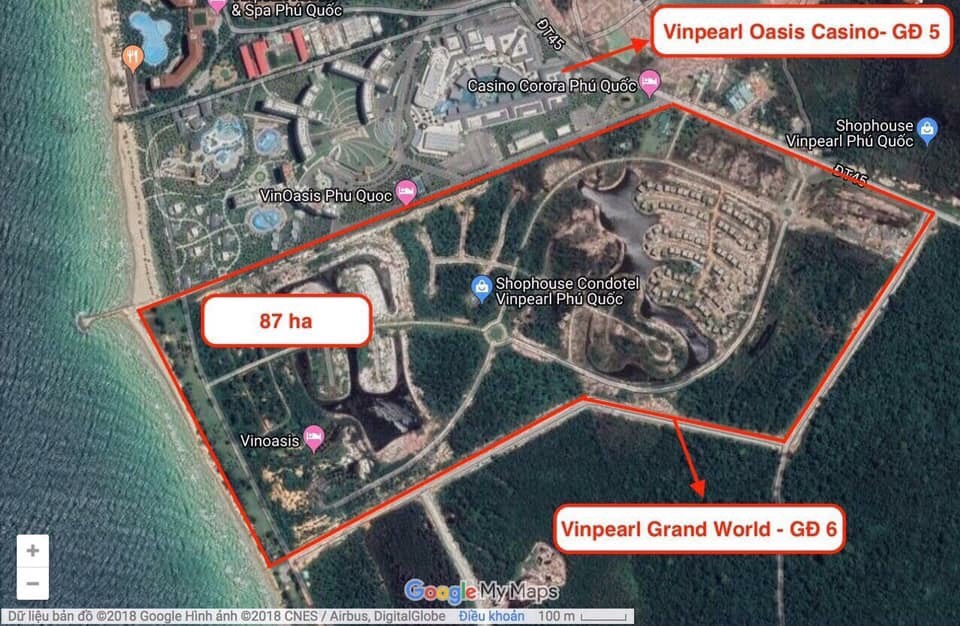 & Spa Phú Quốc
ĐT45
Vinpearl Oasis Casino- GĐ 5
Casino Corora Phú Quốc
Shophouse
Vinpearl Phú Quốc
ĐT45
VinOasis Phu Quoc
Shophouse Condotel
Vinpearl Phú Quốc
87 ha
Vinoasis
Vinpearl Grand World - GĐ 6
+
−
Google My Maps
Dữ liệu bản đồ ©2018 Google Hình ảnh ©2018 CNES / Airbus, DigitalGlobe Điều khoản 100 m